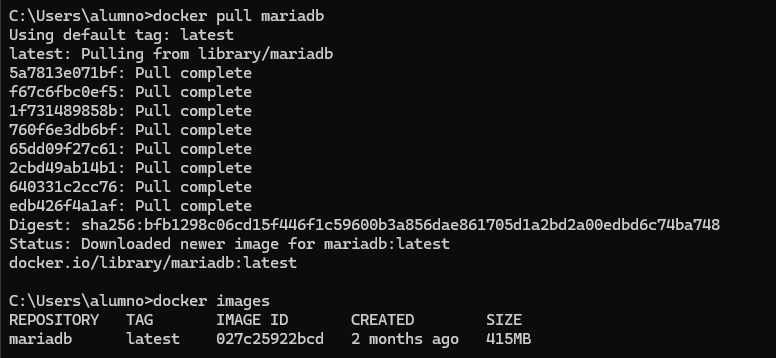 C:\Users\alumno>docker pull mariadb
Using default tag: latest
latest: Pulling from library/mariadb
5a7813e071bf: Pull complete
f67c6fbc0ef5: Pull complete
1f731489858b: Pull complete
760f6e3db6bf: Pull complete
65dd09f27c61: Pull complete
2cbd49ab14b1: Pull complete
640331c2cc76: Pull complete
edb426f4a1af: Pull complete
Digest: sha256:bfb1298c06cd15f446f1c59600b3a856dae861705d1a2bd2a00edbd6c74ba748
Status: Downloaded newer image for mariadb:latest
docker.io/library/mariadb:latest
C:\Users\alumno>docker images
REPOSITORY   TAG       IMAGE ID       CREATED        SIZE
mariadb      latest    027c25922bcd   2 months ago   415MB